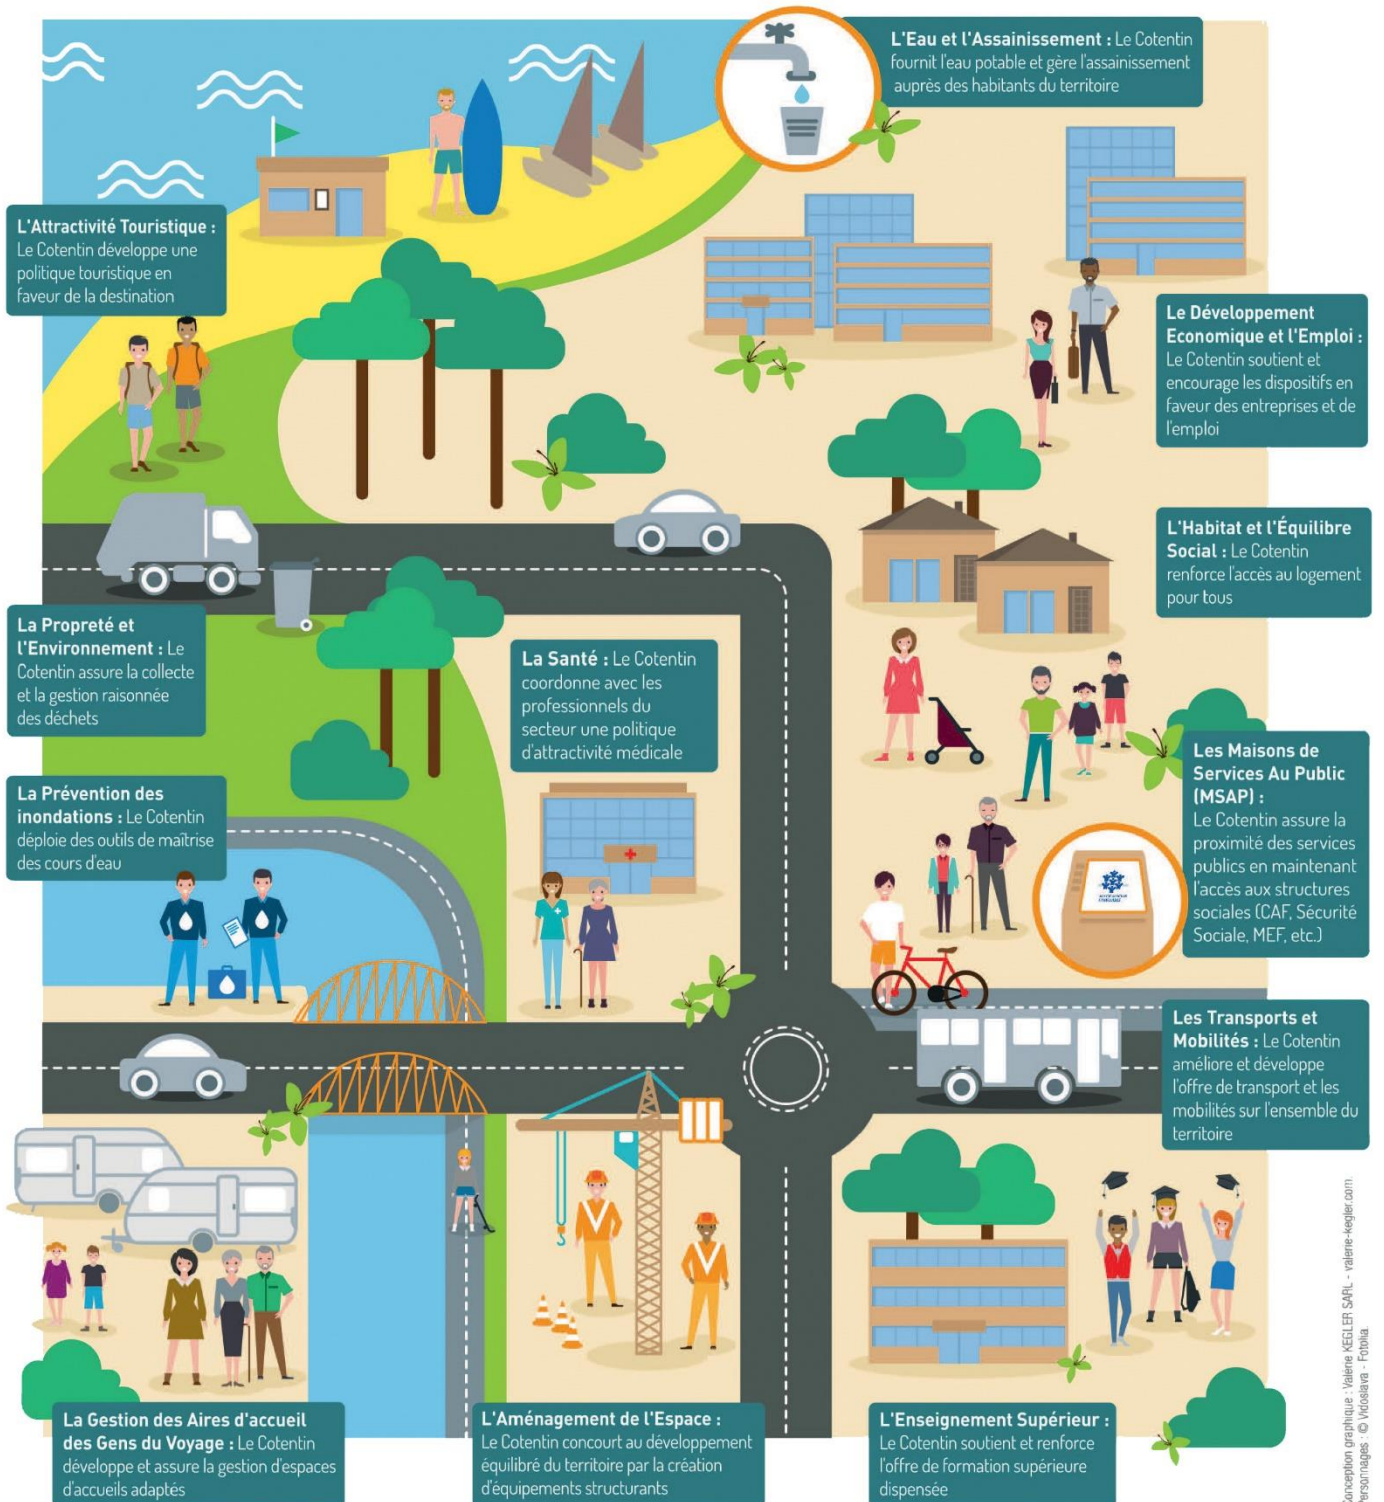 L'Eau et l'Assainissement : Le Cotentin
fournit l'eau potable et gère l'assainissement
auprès des habitants du territoire
L'Attractivité Touristique :
Le Cotentin développe une
politique touristique en
faveur de la destination
Le Développement
Economique et l'Emploi :
Le Cotentin soutient et
encourage les dispositifs en
faveur des entreprises et de
l'emploi
L'Habitat et l'Équilibre
Social : Le Cotentin
renforce l'accès au logement
pour tous
La Propreté et
l'Environnement : Le
Cotentin assure la collecte
et la gestion raisonnée
des déchets
La Santé : Le Cotentin
coordonne avec les
professionnels du
secteur une politique
d'attractivité médicale
Les Maisons de
Services Au Public
(MSAP) :
Le Cotentin assure la
proximité des services
publics en maintenant
l'accès aux structures
sociales (CAF, Sécurité
Sociale, MEF, etc.)
La Prévention des
inondations : Le Cotentin
déploie des outils de maîtrise
des cours d'eau
Les Transports et
Mobilités : Le Cotentin
améliore et développe
l'offre de transport et les
mobilités sur l'ensemble du
territoire
La Gestion des Aires d'accueil
des Gens du Voyage : Le Cotentin
développe et assure la gestion d'espaces
d'accueils adaptés
L'Aménagement de l'Espace :
Le Cotentin concourt au développement
équilibré du territoire par la création
d'équipements structurants
L'Enseignement Supérieur :
Le Cotentin soutient et renforce
l'offre de formation supérieure
dispensée
Conception graphique : Valérie KEGLER SARL - valerie-kegler.com.
Personnages : © Vidoslava - Fotolia.